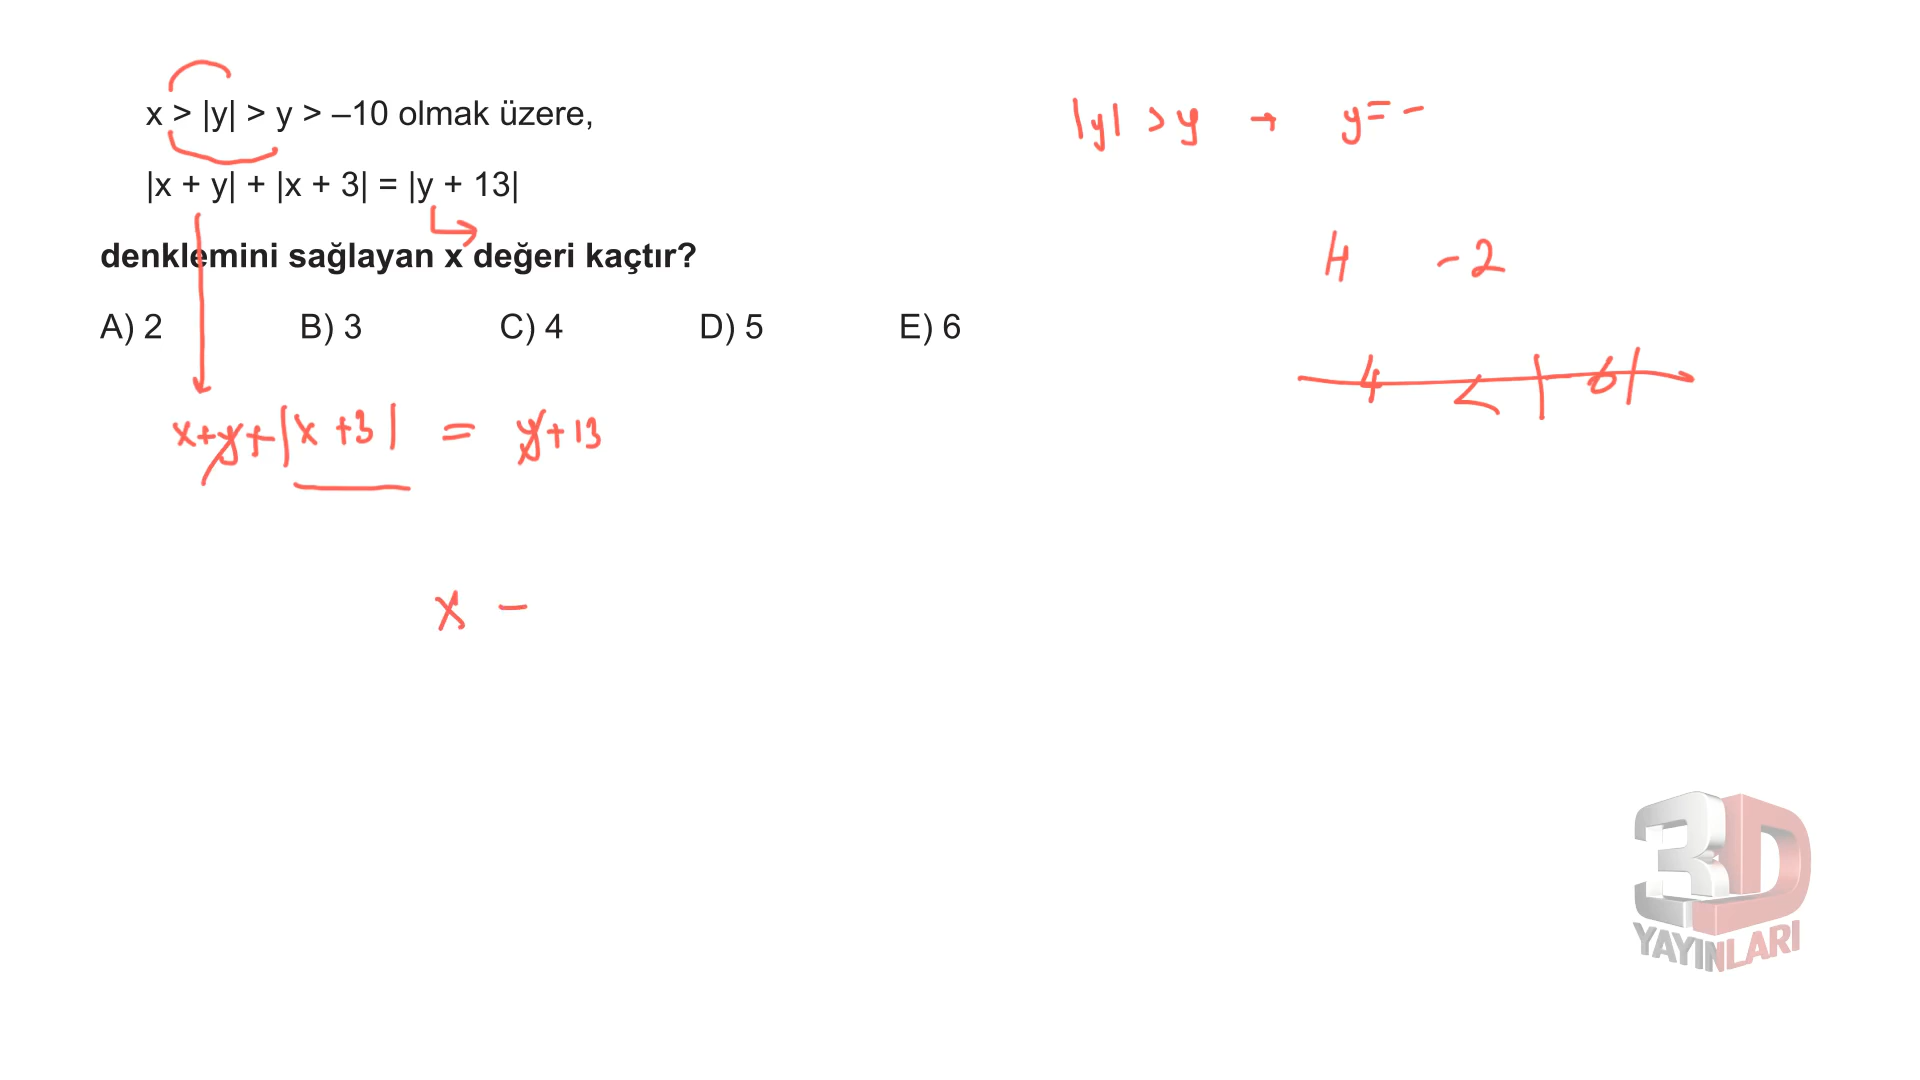 x > |y| > y > –10 olmak üzere,
|x + y| + |x + 3| = |y + 13|
denklemini sağlayan x değeri kaçtır?
A) 2 B) 3 C) 4 D) 5 E) 6
x+y+|x+3| = y+13
x –
|y| > y → y = –
4 –2
4 6
3D
YAYINLARI